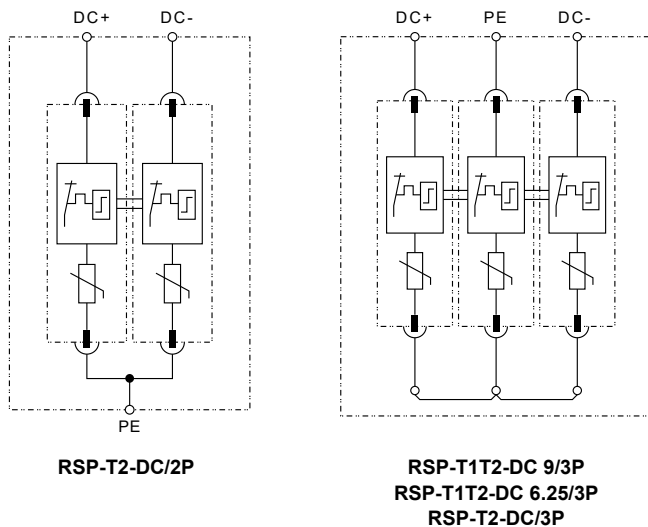 DC+ DC-
DC+ PE DC-
PE
RSP-T2-DC/2P
RSP-T1T2-DC 9/3P
RSP-T1T2-DC 6.25/3P
RSP-T2-DC/3P